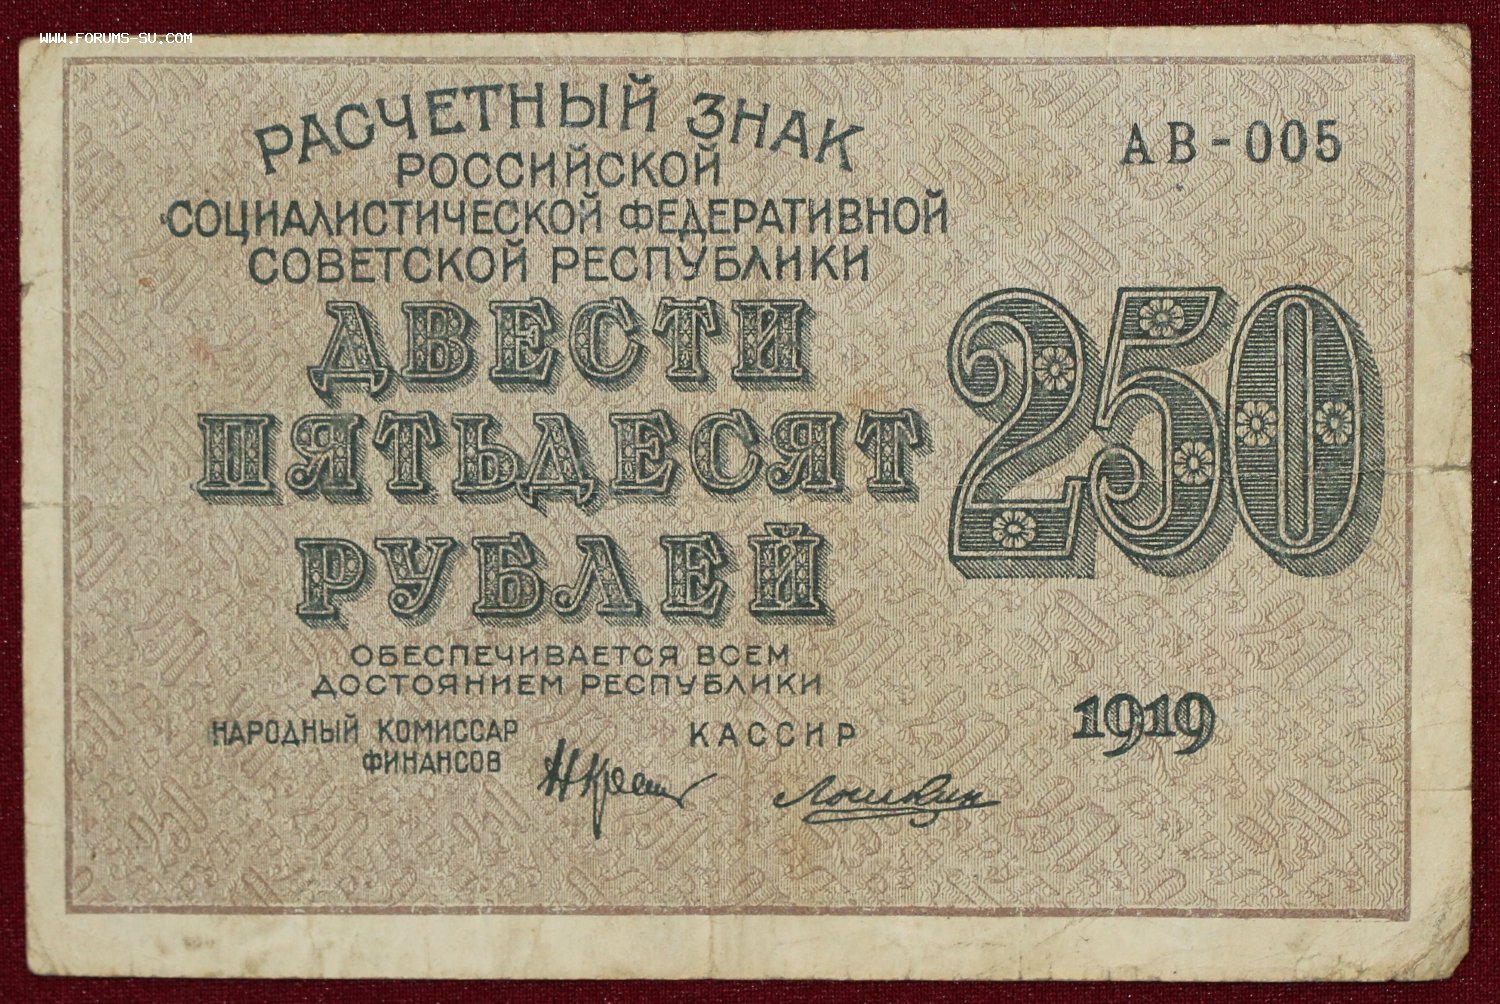 www.forums-su.com
РАСЧЕТНЫЙ ЗНАК
РОССИЙСКОЙ
СОЦИАЛИСТИЧЕСКОЙ ФЕДЕРАТИВНОЙ
СОВЕТСКОЙ РЕСПУБЛИКИ
АВ-005
ДВЕСТИ
ПЯТЬДЕСЯТ
РУБЛЕЙ
250
ОБЕСПЕЧИВАЕТСЯ ВСЕМ
ДОСТОЯНИЕМ РЕСПУБЛИКИ
НАРОДНЫЙ КОМИССАР
ФИНАНСОВ
КАССИР
1919